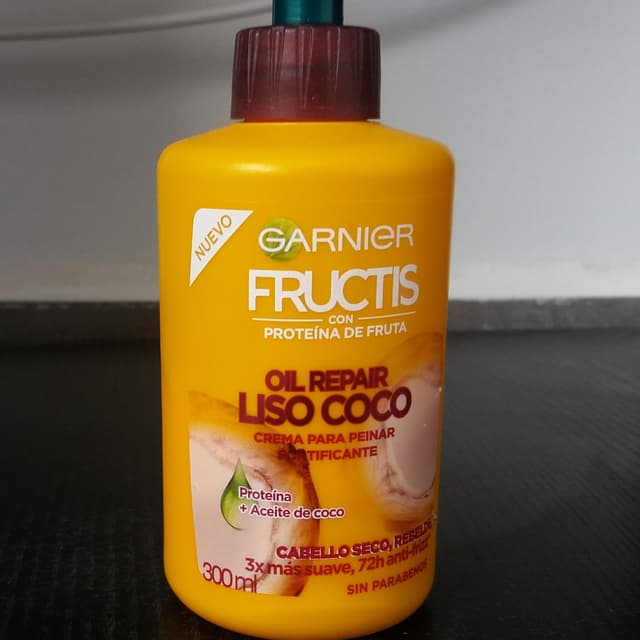 NUEVO
GARNIER
FRUCTIS
CON
PROTEÍNA DE FRUTA
OIL REPAIR
LISO COCO
CREMA PARA PEINAR
FORTIFICANTE
Proteína
+ Aceite de coco
CABELLO SECO, REBELDE
3x más suave, 72h anti-frizz*
300 ml
SIN PARABENOS